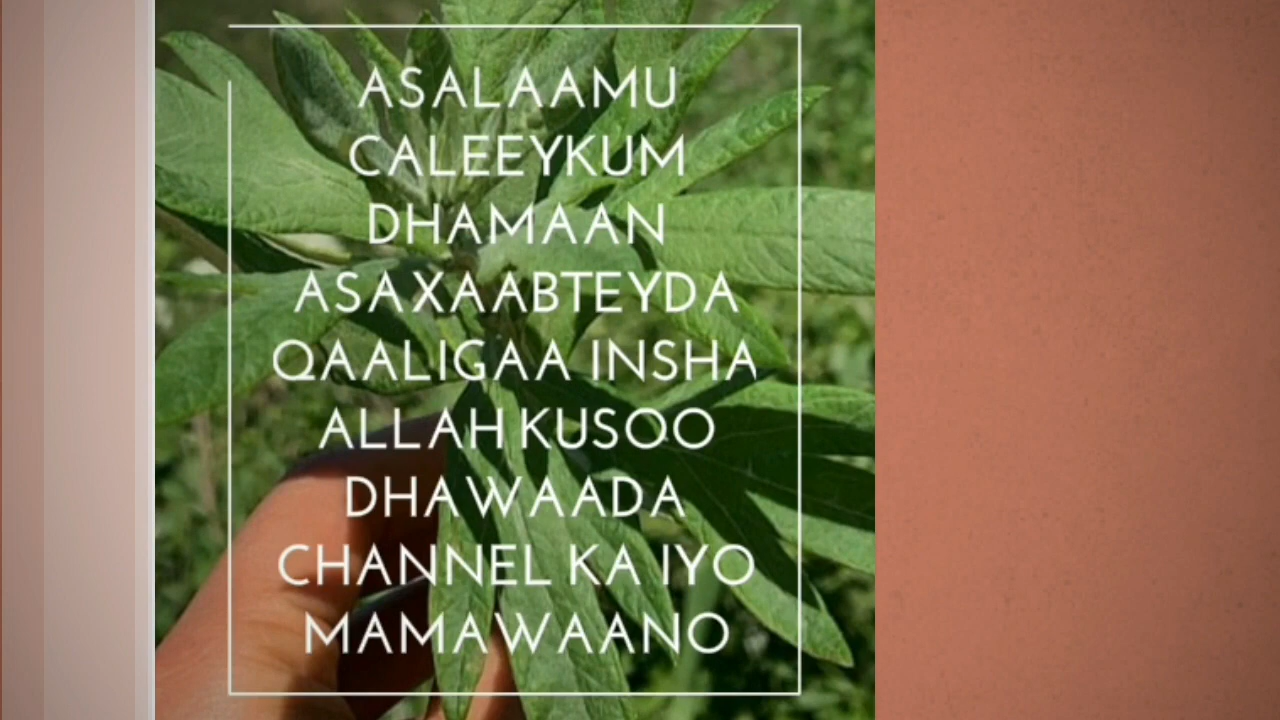 ASALAAMU
CALEEYKUM
DHAMAAN
ASAXAABTEYDA
QAALIGAA INSHA
ALLAH KUSOO
DHAWAADA
CHANNEL KA IYO
MAMAWAANO